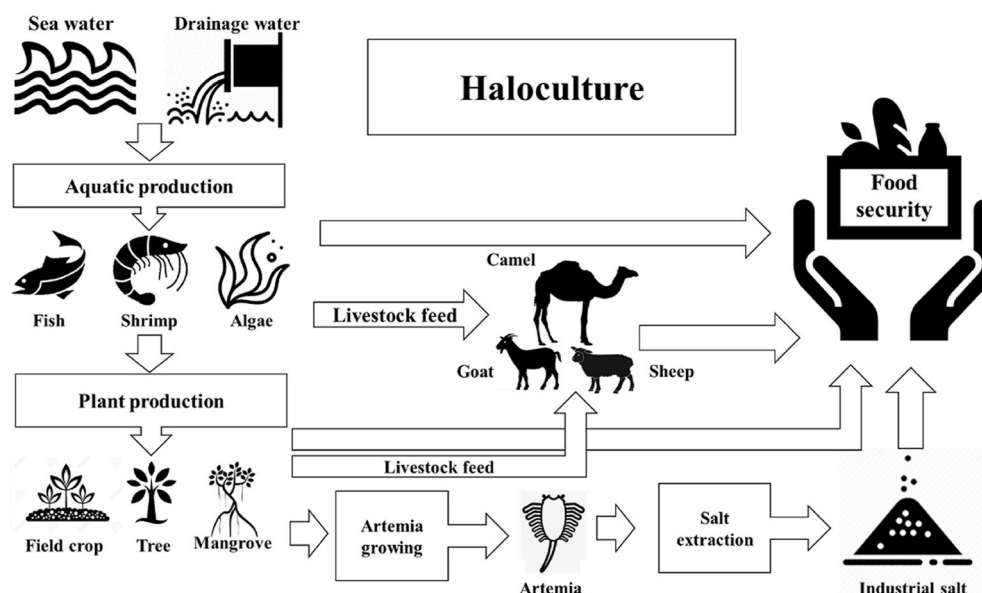 Sea water
Drainage water
Haloculture
Aquatic production
Food
security
Camel
Fish
Shrimp
Algae
Livestock feed
Goat
Sheep
Plant production
Livestock feed
Field crop
Tree
Mangrove
Artemia
growing
Artemia
Salt
extraction
Industrial salt